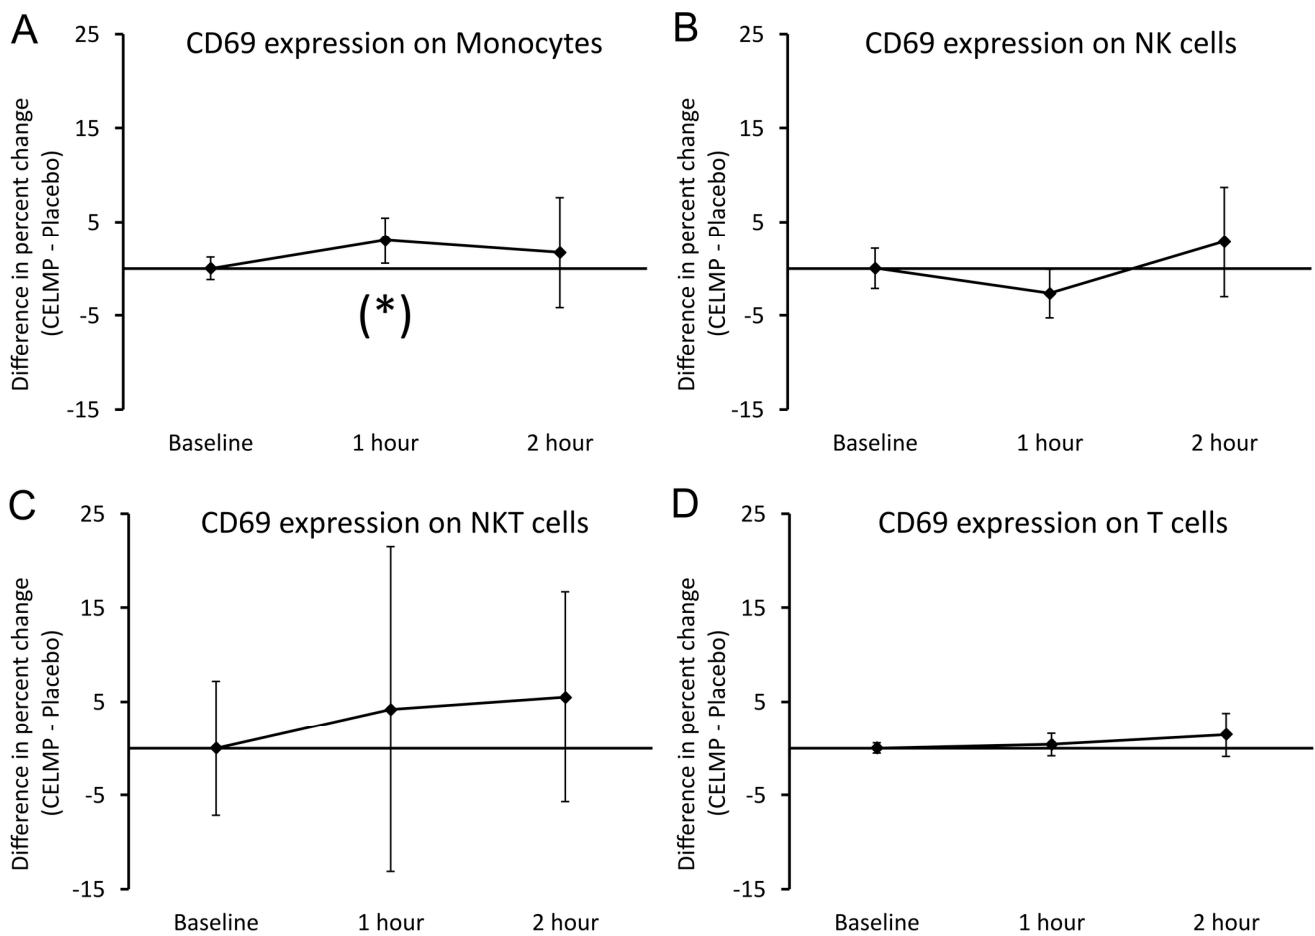 A
CD69 expression on Monocytes
Difference in percent change
(CELMP - Placebo)
25
15
5
-5
-15
(*)
Baseline
1 hour
2 hour
B
CD69 expression on NK cells
Difference in percent change
(CELMP - Placebo)
25
15
5
-5
-15
Baseline
1 hour
2 hour
C
CD69 expression on NKT cells
Difference in percent change
(CELMP - Placebo)
25
15
5
-5
-15
Baseline
1 hour
2 hour
D
CD69 expression on T cells
Difference in percent change
(CELMP - Placebo)
25
15
5
-5
-15
Baseline
1 hour
2 hour